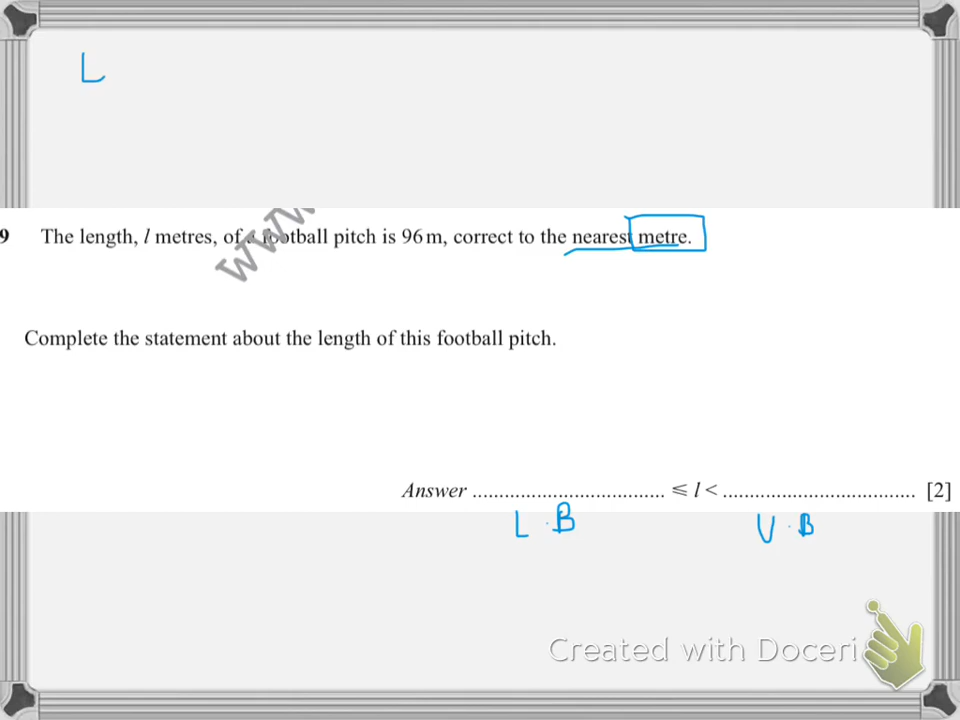 L
9 The length, l metres, of a football pitch is 96 m, correct to the nearest metre.
www
Complete the statement about the length of this football pitch.
Answer .................................... ⩽ l < .................................... [2]
L . B U . B
Created with Doceri